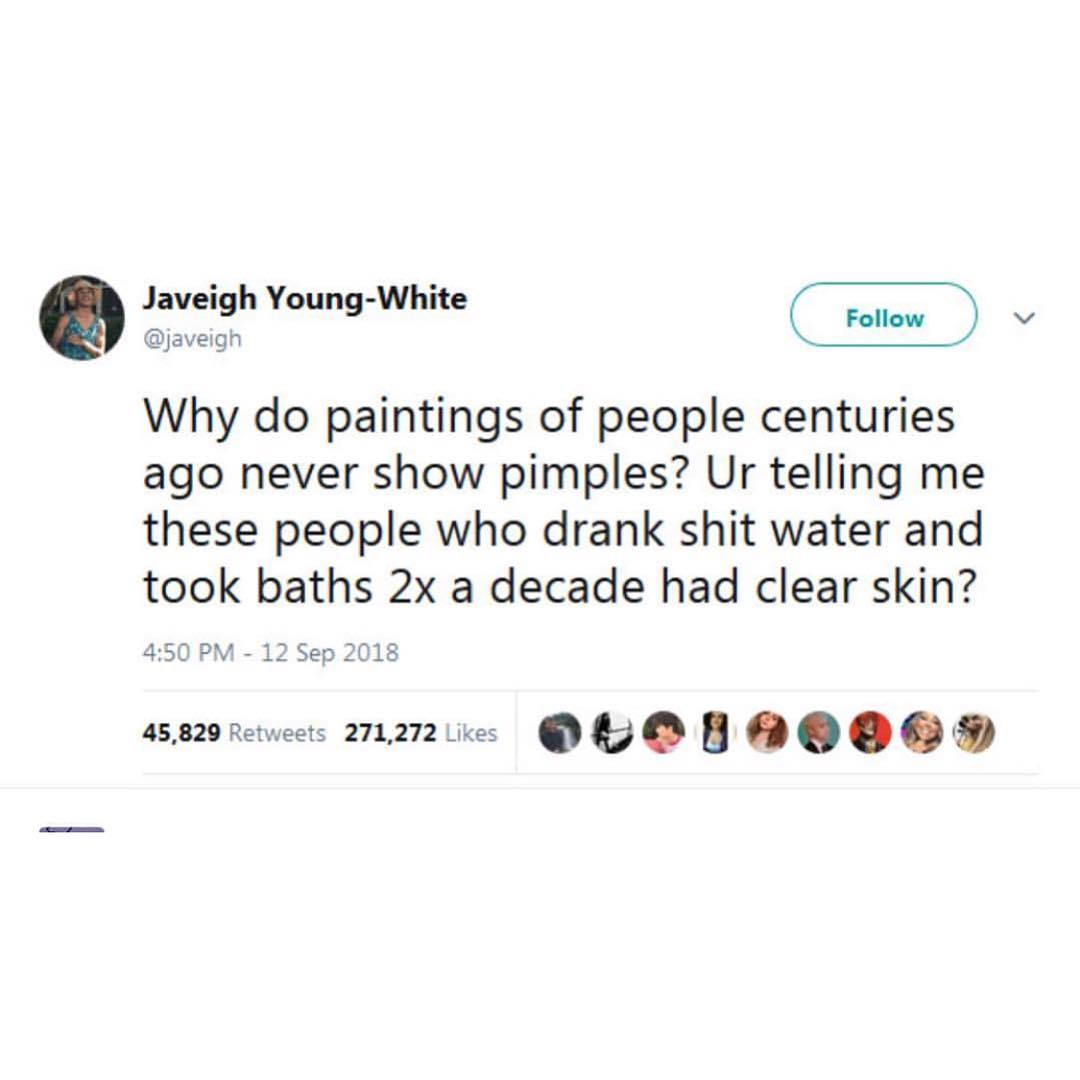 Javeigh Young-White
@javeigh
Follow
Why do paintings of people centuries
ago never show pimples? Ur telling me
these people who drank shit water and
took baths 2x a decade had clear skin?
4:50 PM - 12 Sep 2018
45,829 Retweets 271,272 Likes